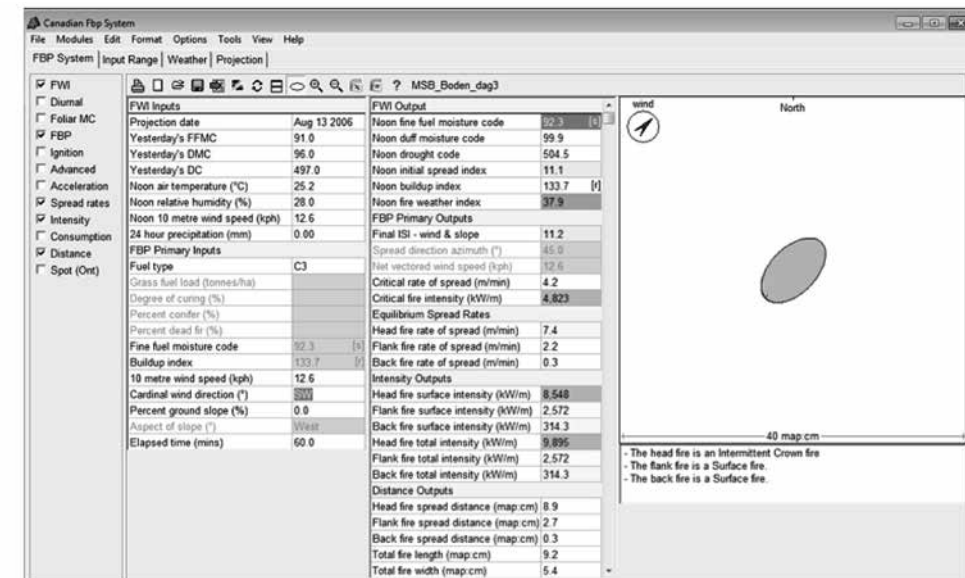 Canadian Fbp System
File Modules Edit Format Options Tools View Help
FBP System Input Range Weather Projection
FWI
Diurnal
Foliar MC
FBP
Ignition
Advanced
Acceleration
Spread rates
Intensity
Consumption
Distance
Spot (Ont)
? MSB_Boden_dag3
FWI Inputs
Projection date Aug 13 2006
Yesterday's FFMC 91.0
Yesterday's DMC 96.0
Yesterday's DC 497.0
Noon air temperature (°C) 25.2
Noon relative humidity (%) 28.0
Noon 10 metre wind speed (kph) 12.6
24 hour precipitation (mm) 0.00
FBP Primary Inputs
Fuel type C3
Grass fuel load (tonnes/ha)
Degree of curing (%)
Percent conifer (%)
Percent dead fir (%)
Fine fuel moisture code 92.3 [s]
Buildup index 133.7 [r]
10 metre wind speed (kph) 12.6
Cardinal wind direction (°) SW
Percent ground slope (%) 0.0
Aspect of slope (°) West
Elapsed time (mins) 60.0
FWI Output
Noon fine fuel moisture code 92.3 [s]
Noon duff moisture code 99.9
Noon drought code 504.5
Noon initial spread index 11.1
Noon buildup index 133.7 [r]
Noon fire weather index 37.9
FBP Primary Outputs
Final ISI - wind & slope 11.2
Spread direction azimuth (°) 45.0
Net vectored wind speed (kph) 12.6
Critical rate of spread (m/min) 4.2
Critical fire intensity (kW/m) 4,823
Equilibrium Spread Rates
Head fire rate of spread (m/min) 7.4
Flank fire rate of spread (m/min) 2.2
Back fire rate of spread (m/min) 0.3
Intensity Outputs
Head fire surface intensity (kW/m) 8,548
Flank fire surface intensity (kW/m) 2,572
Back fire surface intensity (kW/m) 314.3
Head fire total intensity (kW/m) 9,895
Flank fire total intensity (kW/m) 2,572
Back fire total intensity (kW/m) 314.3
Distance Outputs
Head fire spread distance (map:cm) 8.9
Flank fire spread distance (map:cm) 2.7
Back fire spread distance (map:cm) 0.3
Total fire length (map:cm) 9.2
Total fire width (map:cm) 5.4
wind
North
40 map:cm
- The head fire is an Intermittent Crown fire
- The flank fire is a Surface fire.
- The back fire is a Surface fire.